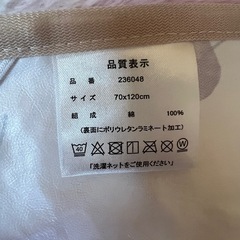 品質表示
品番 236048
サイズ 70x120cm
組成 綿 100%
（裏面にポリウレタンラミネート加工）
40
「洗濯ネットをご使用ください」